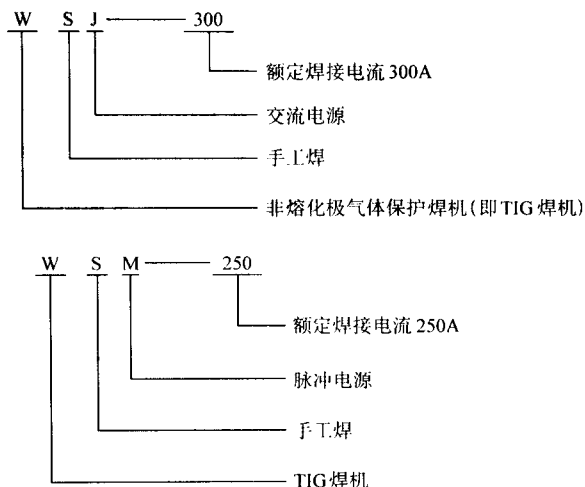 W S J — 300
额定焊接电流300A
交流电源
手工焊
非熔化极气体保护焊机(即TIG焊机)
W S M — 250
额定焊接电流250A
脉冲电源
手工焊
TIG焊机